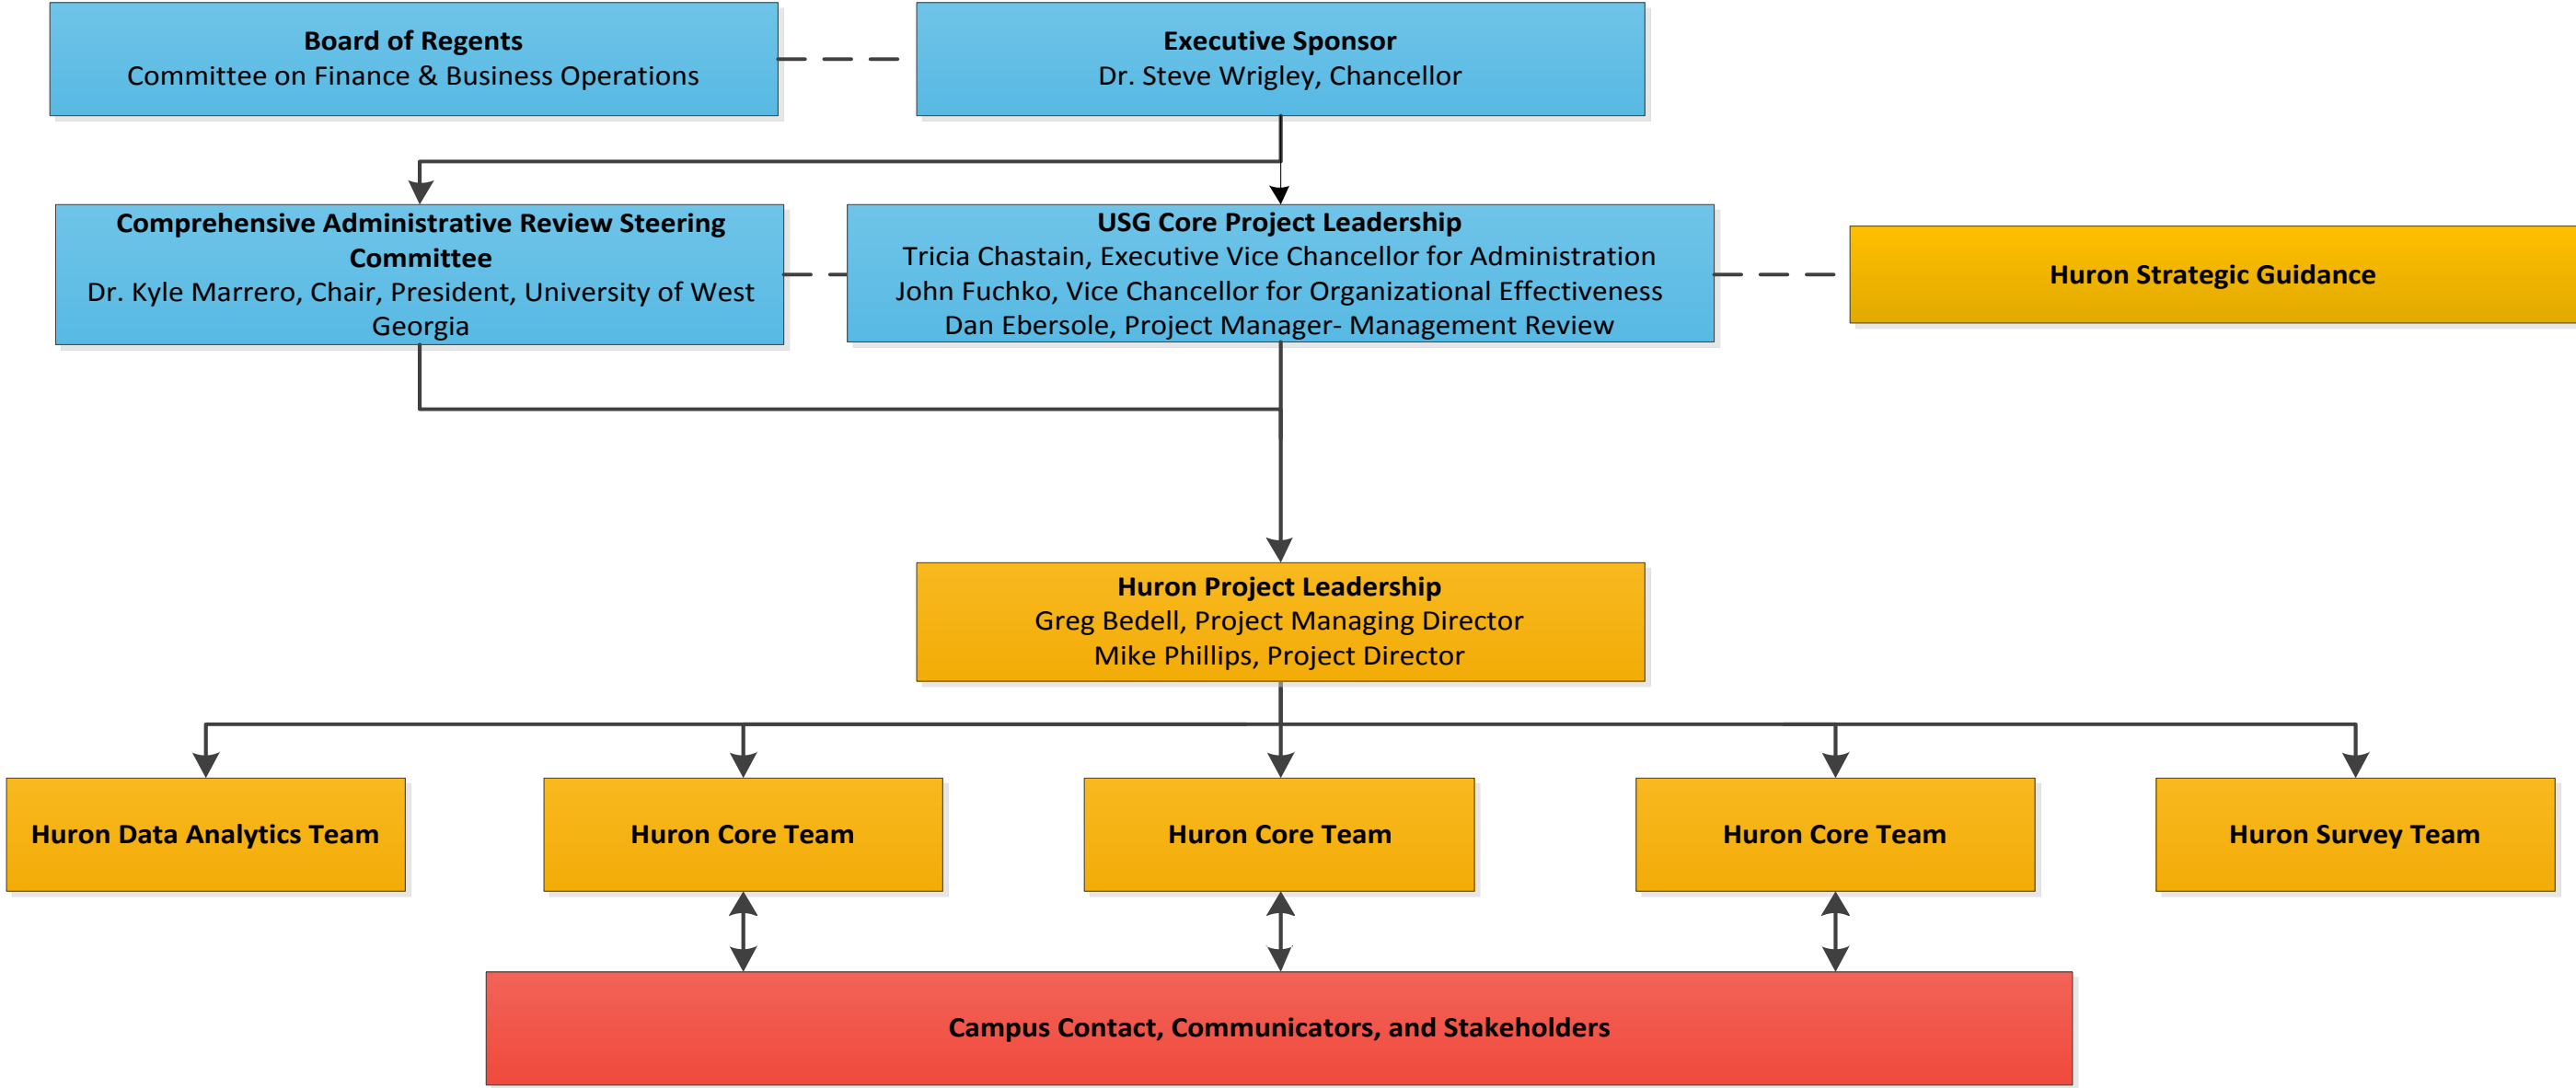 Board of Regents
Committee on Finance & Business Operations
Executive Sponsor
Dr. Steve Wrigley, Chancellor
Comprehensive Administrative Review Steering
Committee
Dr. Kyle Marrero, Chair, President, University of West
Georgia
USG Core Project Leadership
Tricia Chastain, Executive Vice Chancellor for Administration
John Fuchko, Vice Chancellor for Organizational Effectiveness
Dan Ebersole, Project Manager- Management Review
Huron Strategic Guidance
Huron Project Leadership
Greg Bedell, Project Managing Director
Mike Phillips, Project Director
Huron Data Analytics Team
Huron Core Team
Huron Core Team
Huron Core Team
Huron Survey Team
Campus Contact, Communicators, and Stakeholders